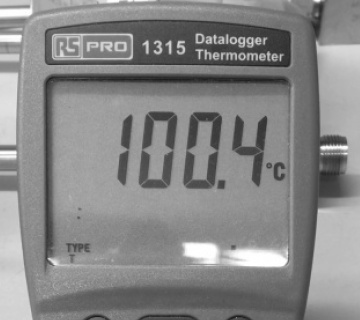 RS PRO 1315 Datalogger
Thermometer
100.4 °C
:
TYPE
T